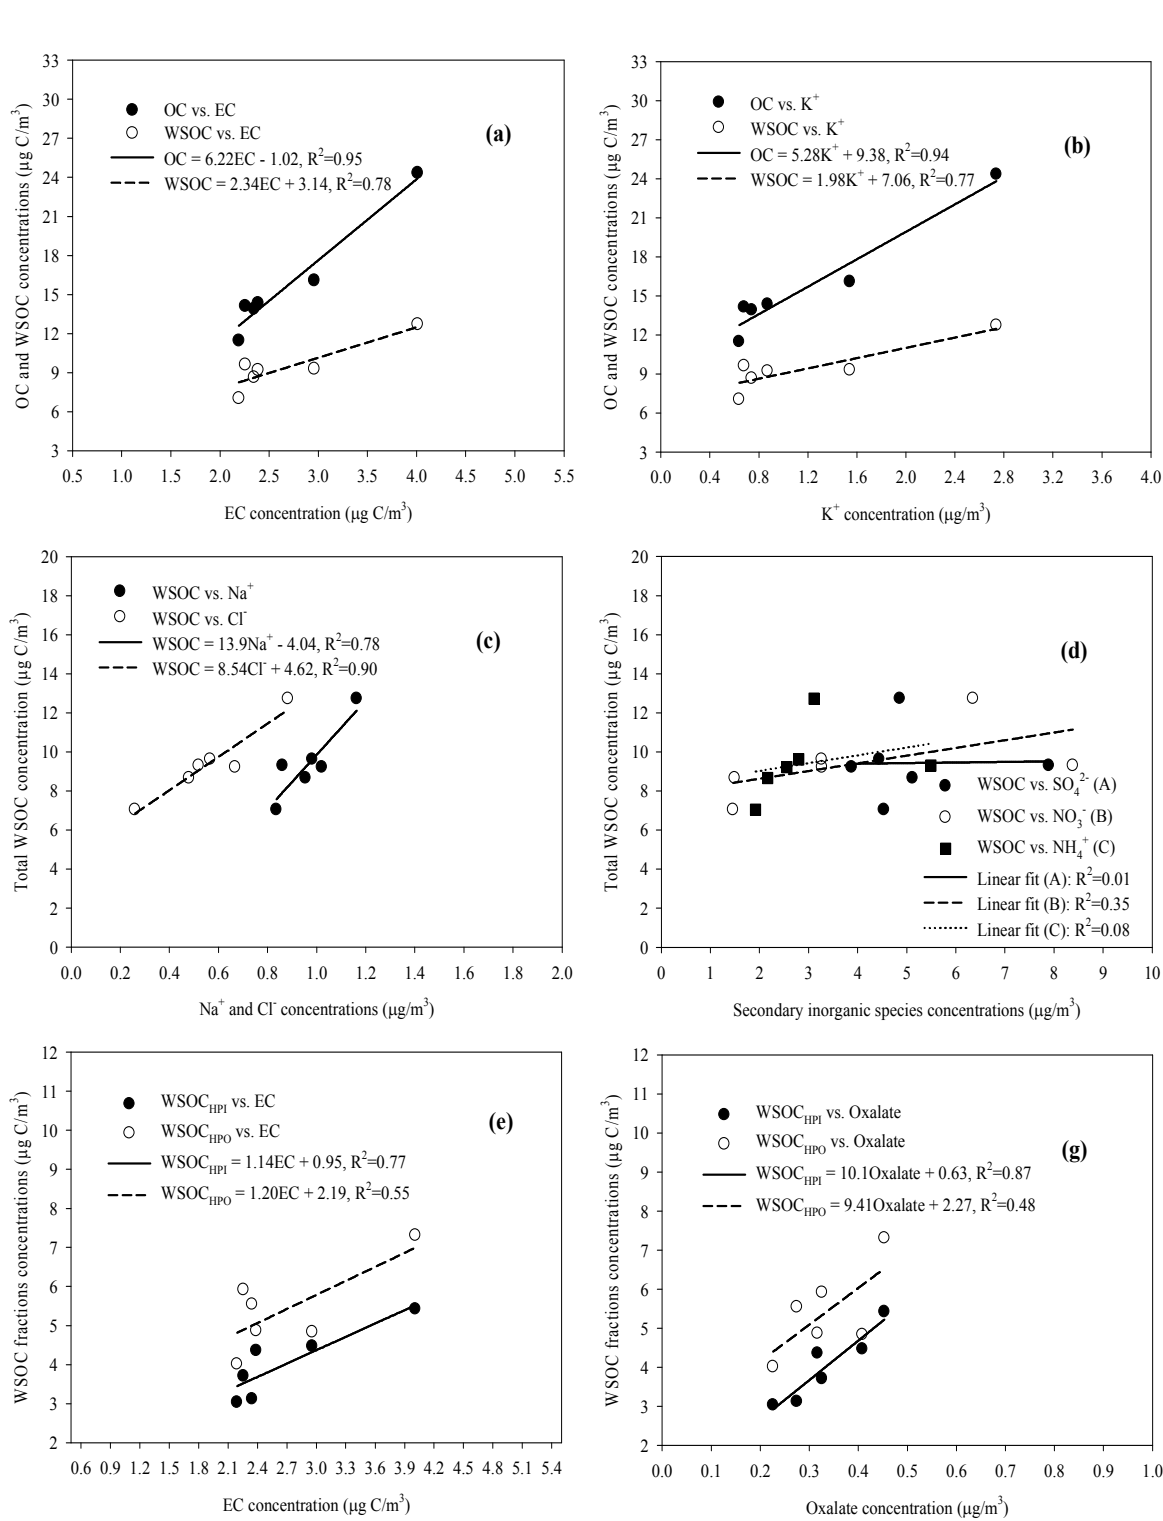 33
30
27
24
21
18
15
12
9
6
3
OC and WSOC concentrations (μg C/m³)
OC vs. EC
WSOC vs. EC
OC = 6.22EC - 1.02, R²=0.95
WSOC = 2.34EC + 3.14, R²=0.78
(a)
0.5 1.0 1.5 2.0 2.5 3.0 3.5 4.0 4.5 5.0 5.5
EC concentration (μg C/m³)
33
30
27
24
21
18
15
12
9
6
3
OC and WSOC concentrations (μg C/m³)
OC vs. K⁺
WSOC vs. K⁺
OC = 5.28K⁺ + 9.38, R²=0.94
WSOC = 1.98K⁺ + 7.06, R²=0.77
(b)
0.0 0.4 0.8 1.2 1.6 2.0 2.4 2.8 3.2 3.6 4.0
K⁺ concentration (μg/m³)
20
18
16
14
12
10
8
6
4
2
0
Total WSOC concentration (μg C/m³)
WSOC vs. Na⁺
WSOC vs. Cl⁻
WSOC = 13.9Na⁺ - 4.04, R²=0.78
WSOC = 8.54Cl⁻ + 4.62, R²=0.90
(c)
0.0 0.2 0.4 0.6 0.8 1.0 1.2 1.4 1.6 1.8 2.0
Na⁺ and Cl⁻ concentrations (μg/m³)
20
18
16
14
12
10
8
6
4
2
0
Total WSOC concentration (μg C/m³)
(d)
WSOC vs. SO₄²⁻ (A)
WSOC vs. NO₃⁻ (B)
WSOC vs. NH₄⁺ (C)
Linear fit (A): R²=0.01
Linear fit (B): R²=0.35
Linear fit (C): R²=0.08
0 1 2 3 4 5 6 7 8 9 10
Secondary inorganic species concentrations (μg/m³)
12
11
10
9
8
7
6
5
4
3
2
WSOC fractions concentrations (μg C/m³)
WSOC_HPI vs. EC
WSOC_HPO vs. EC
WSOC_HPI = 1.14EC + 0.95, R²=0.77
WSOC_HPO = 1.20EC + 2.19, R²=0.55
(e)
0.6 0.9 1.2 1.5 1.8 2.1 2.4 2.7 3.0 3.3 3.6 3.9 4.2 4.5 4.8 5.1 5.4
EC concentration (μg C/m³)
12
11
10
9
8
7
6
5
4
3
2
WSOC fractions concentrations (μg C/m³)
WSOC_HPI vs. Oxalate
WSOC_HPO vs. Oxalate
WSOC_HPI = 10.1Oxalate + 0.63, R²=0.87
WSOC_HPO = 9.41Oxalate + 2.27, R²=0.48
(g)
0.0 0.1 0.2 0.3 0.4 0.5 0.6 0.7 0.8 0.9 1.0
Oxalate concentration (μg/m³)